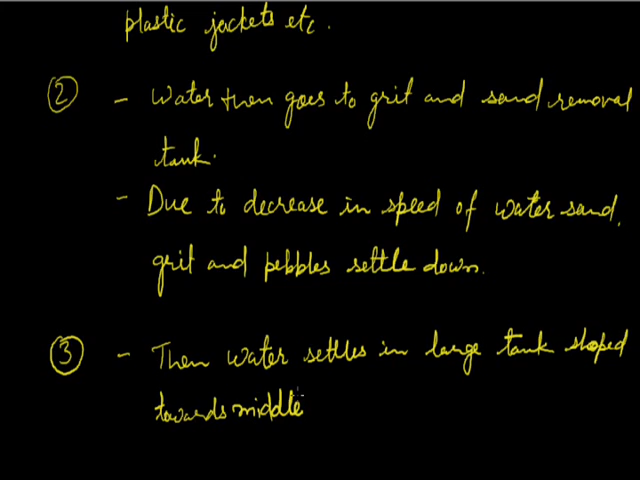 plastic jackets etc.
② - Water then goes to grit and sand removal
tank.
- Due to decrease in speed of water sand,
grit and pebbles settle down.
③ - Then water settles in large tank sloped
towards middle